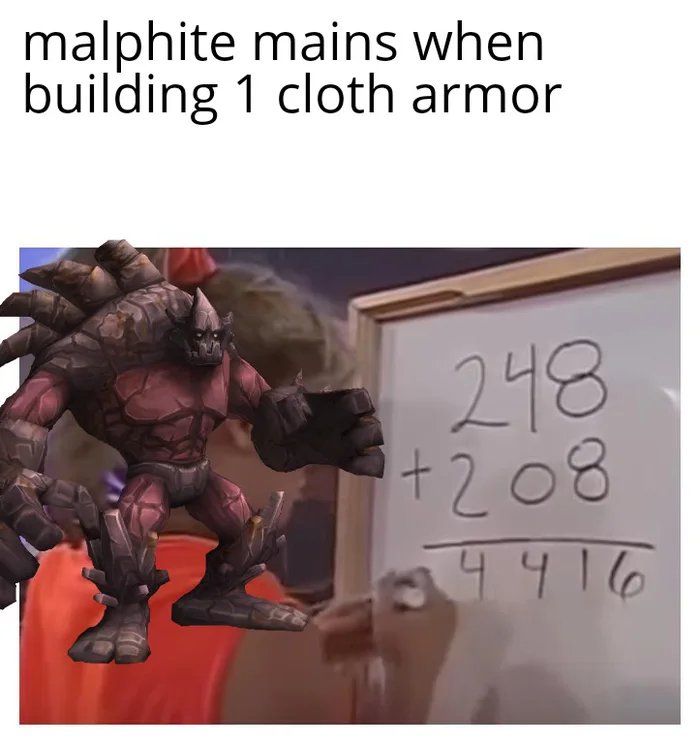 malphite mains when
building 1 cloth armor
248
+208
4416